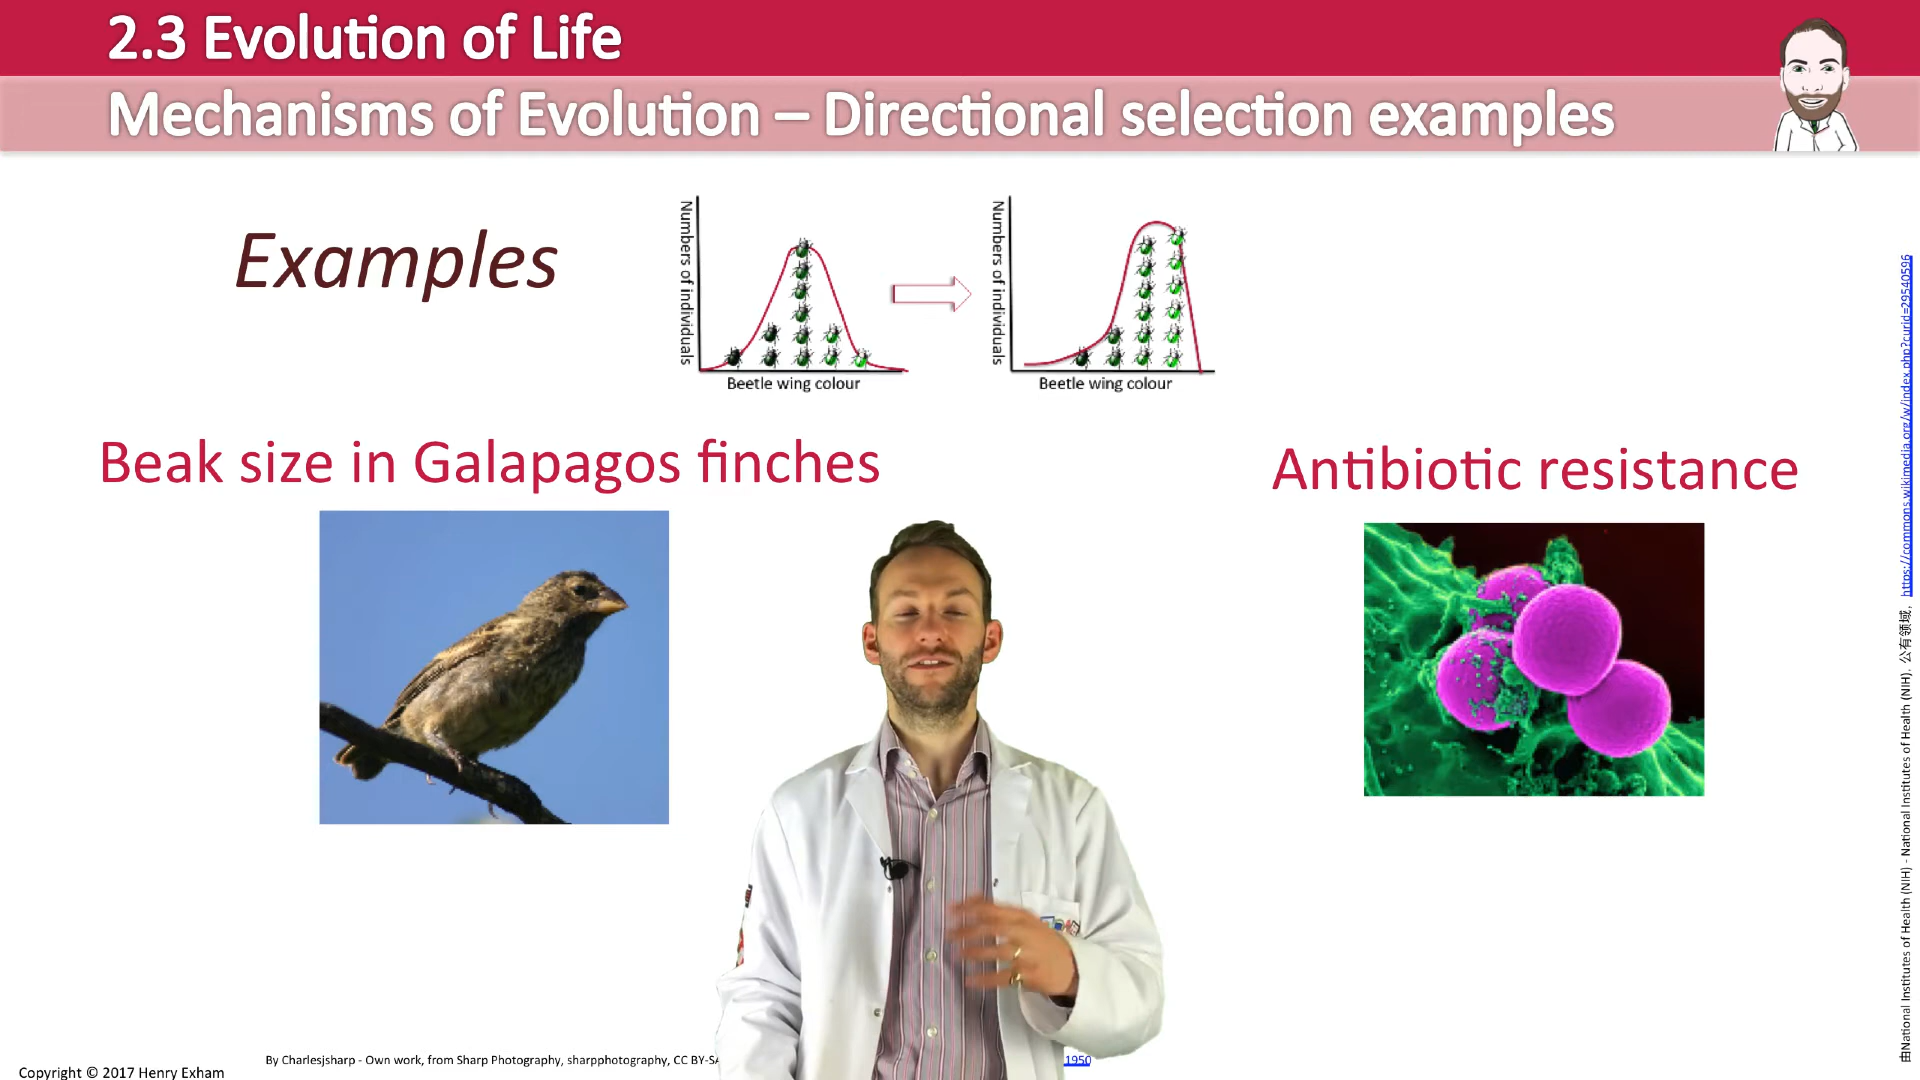 2.3 Evolution of Life
Mechanisms of Evolution – Directional selection examples
Examples
Numbers of individuals
Beetle wing colour
Numbers of individuals
Beetle wing colour
Beak size in Galapagos finches
Antibiotic resistance
By Charlesjsharp - Own work, from Sharp Photography, sharpphotography, CC BY-SA
1950
Copyright © 2017 Henry Exham
由National Institutes of Health (NIH) - National Institutes of Health (NIH), 公有领域, https://commons.wikimedia.org/w/index.php?curid=29540596